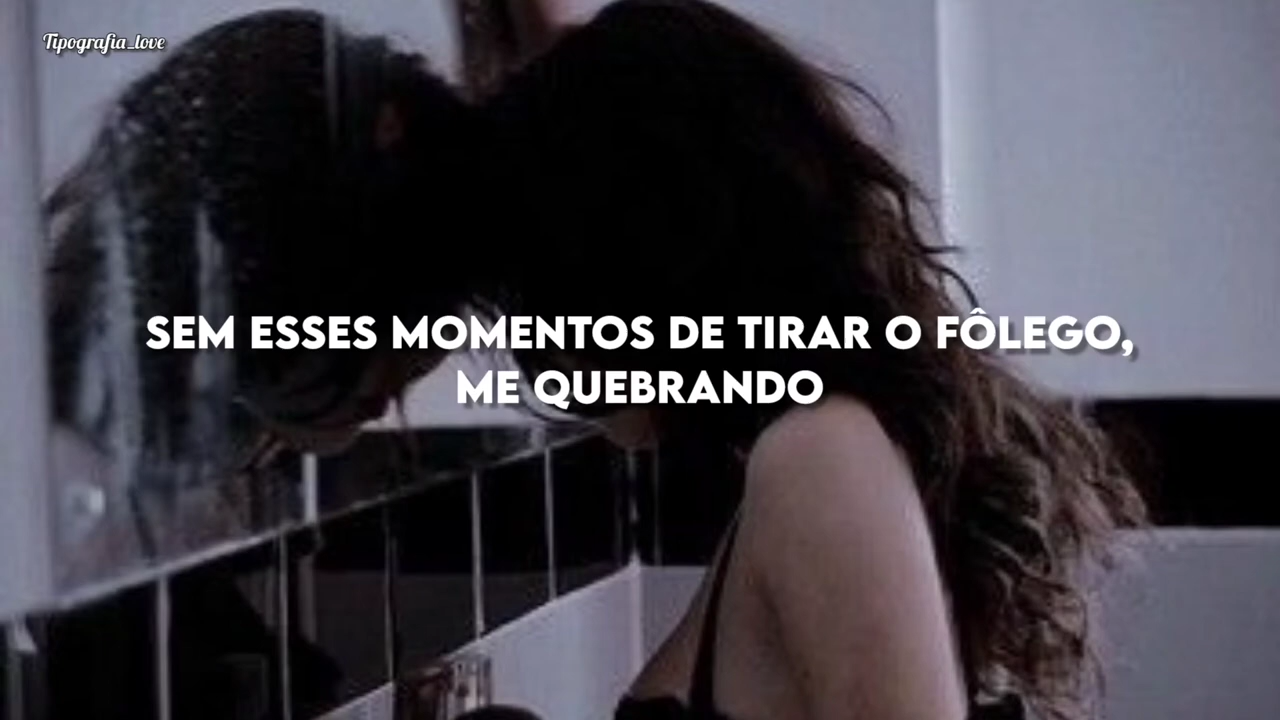 Tipografia_love
SEM ESSES MOMENTOS DE TIRAR O FÔLEGO,
ME QUEBRANDO